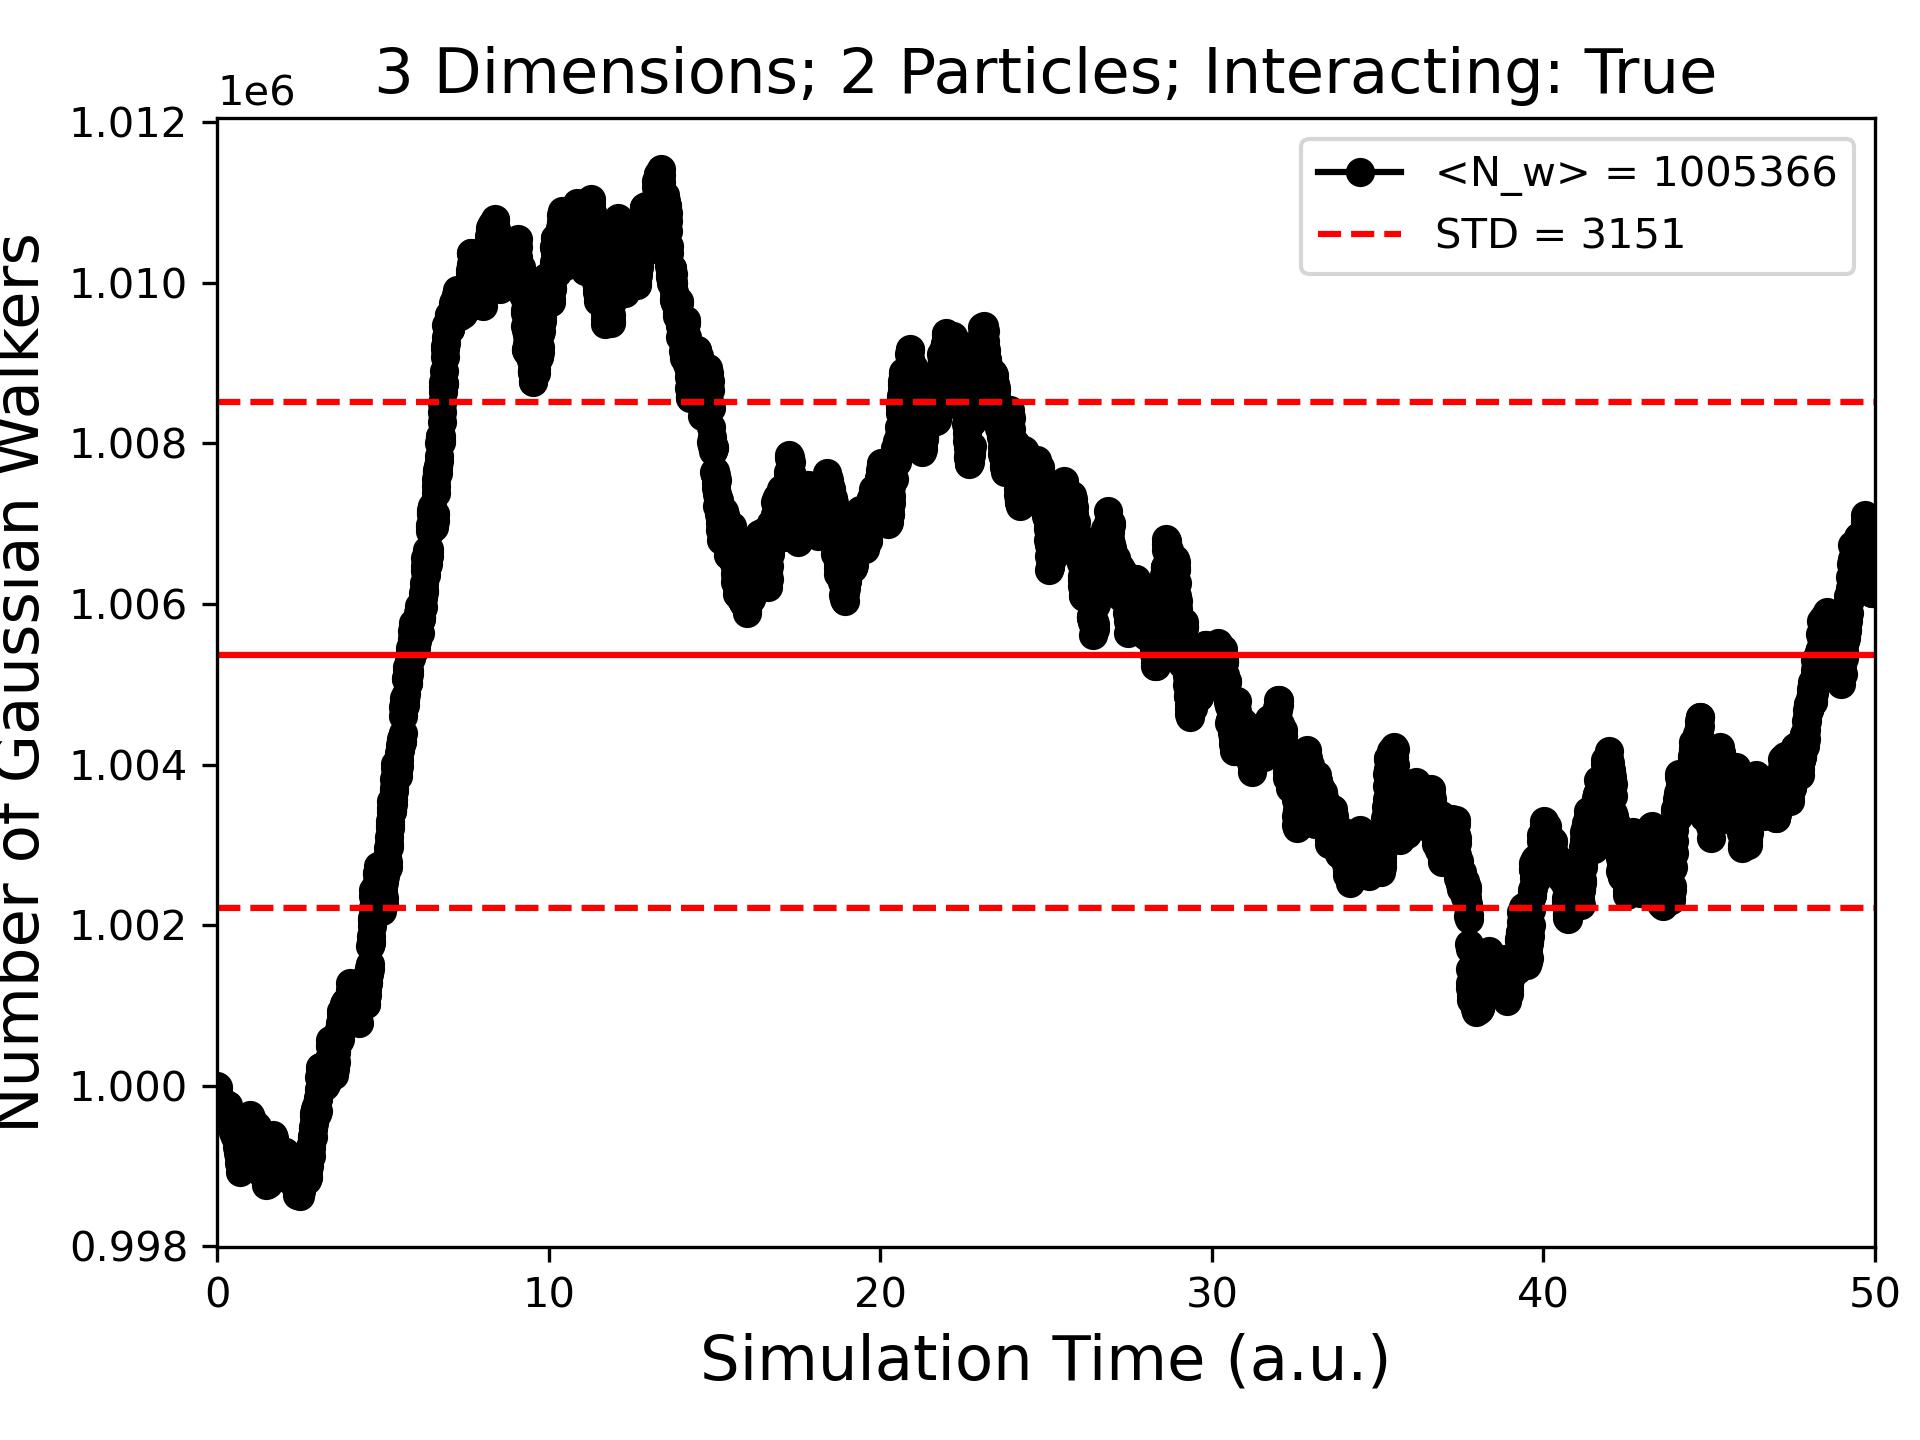 3 Dimensions; 2 Particles; Interacting: True
1e6
<N_w> = 1005366
STD = 3151
1.012
1.010
1.008
1.006
1.004
1.002
1.000
0.998
Number of Gaussian Walkers
0 10 20 30 40 50
Simulation Time (a.u.)